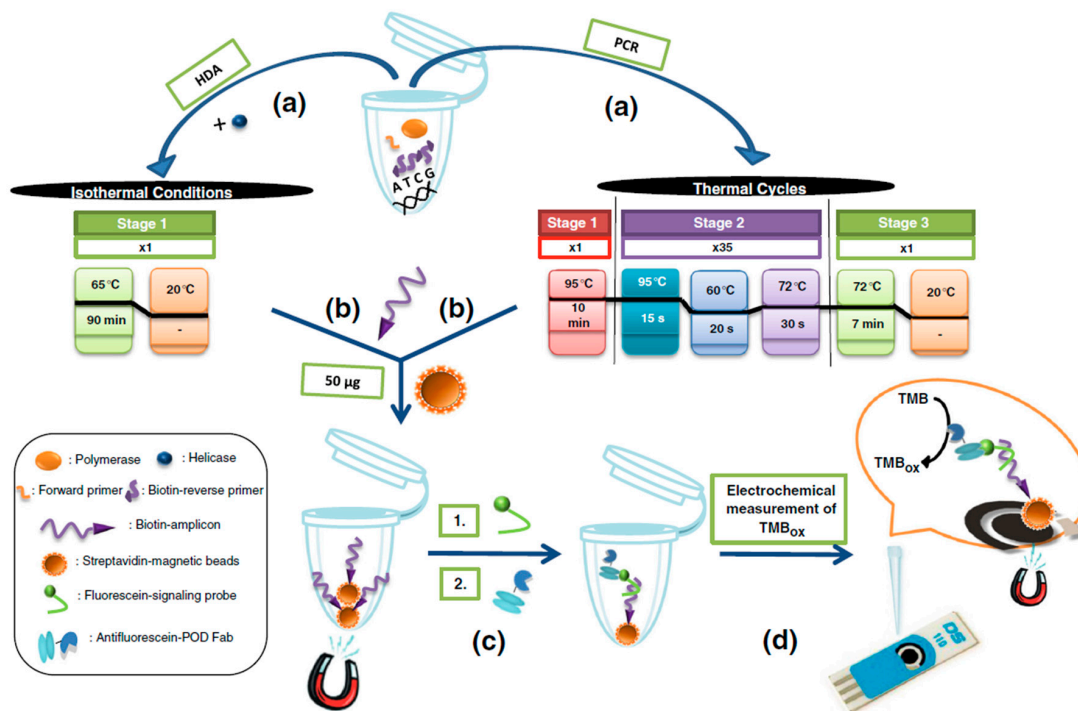 HDA
PCR
(a)
(a)
+
A T C G
Isothermal Conditions
Thermal Cycles
Stage 1
x1
65°C
20°C
90 min
-
Stage 1
Stage 2
Stage 3
x1
x35
x1
95°C
95°C
60°C
72°C
72°C
20°C
10
min
15 s
20 s
30 s
7 min
-
(b)
(b)
50 µg
: Polymerase
: Helicase
: Forward primer
: Biotin-reverse primer
: Biotin-amplicon
: Streptavidin-magnetic beads
: Fluorescein-signaling probe
: Antifluorescein-POD Fab
1.
2.
(c)
Electrochemical
measurement of
TMBox
(d)
TMB
TMBox
DS
110